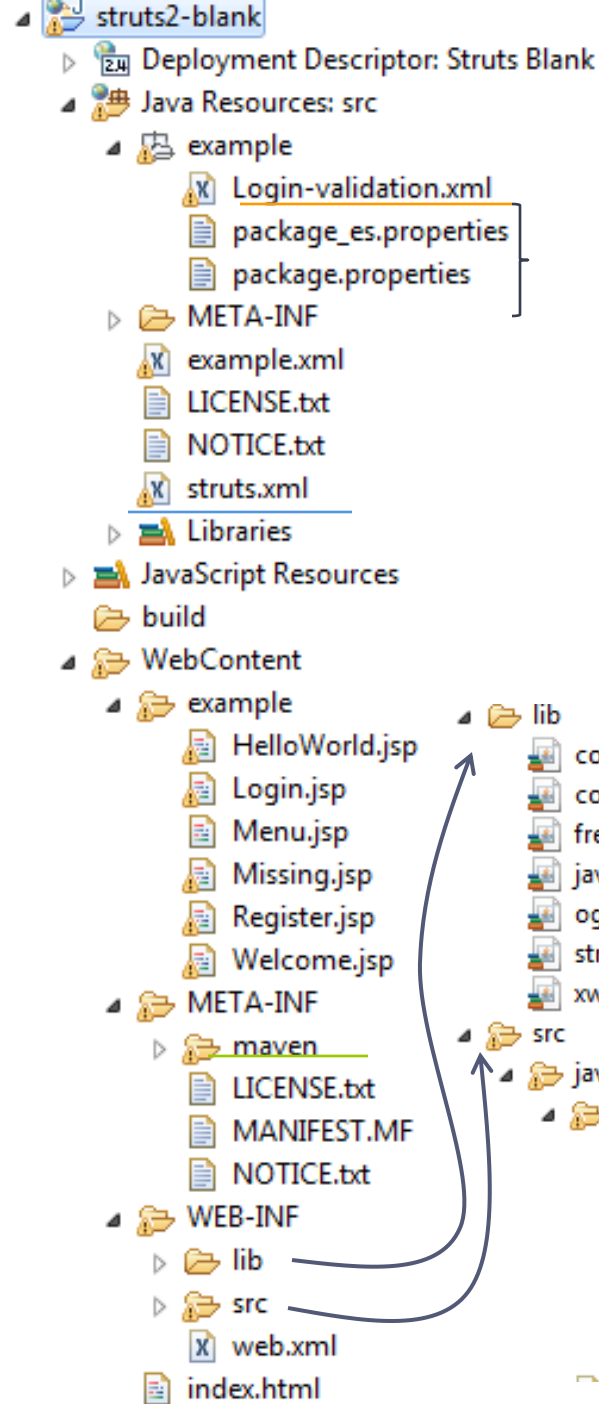 struts2-blank
2.4 Deployment Descriptor: Struts Blank
Java Resources: src
example
Login-validation.xml
package_es.properties
package.properties
META-INF
example.xml
LICENSE.txt
NOTICE.txt
struts.xml
Libraries
JavaScript Resources
build
WebContent
example
HelloWorld.jsp
Login.jsp
Menu.jsp
Missing.jsp
Register.jsp
Welcome.jsp
META-INF
maven
LICENSE.txt
MANIFEST.MF
NOTICE.txt
WEB-INF
lib
src
web.xml
index.html
lib
src